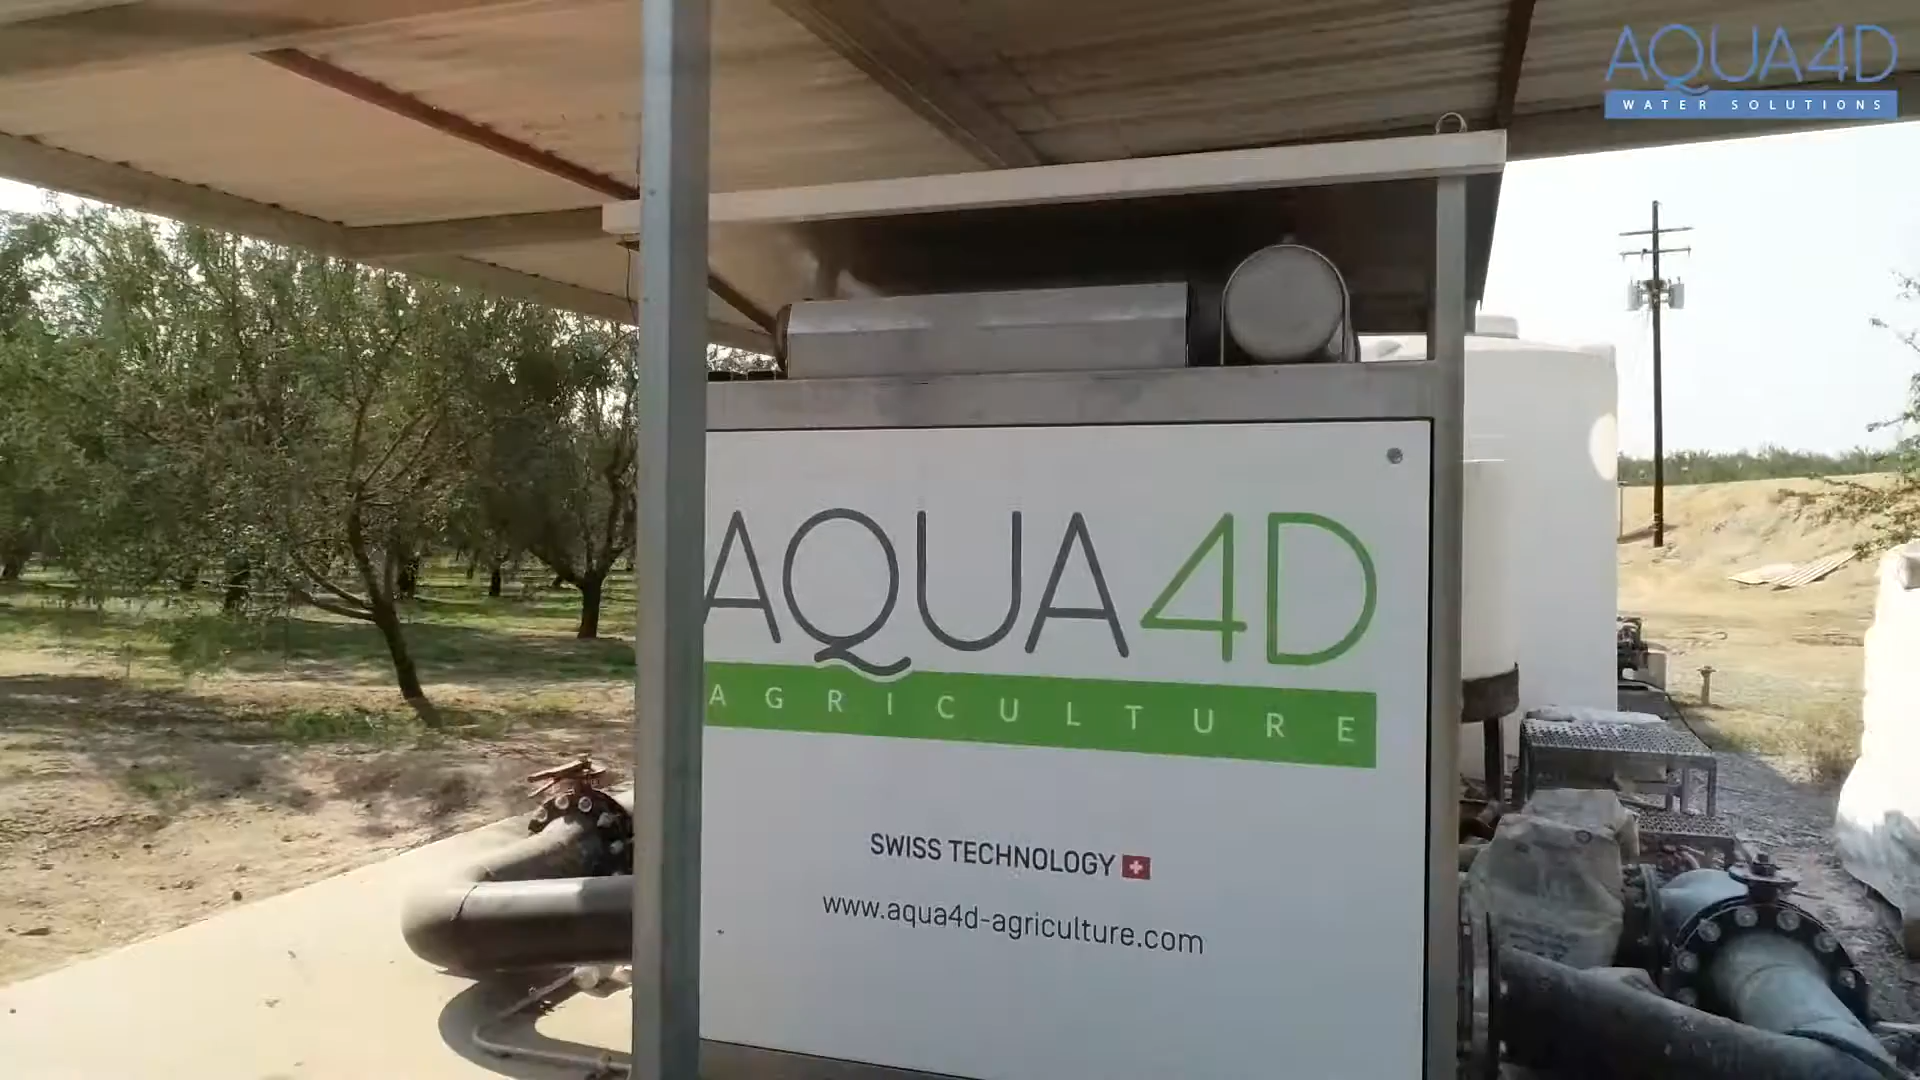 AQUA4D
WATER SOLUTIONS
AQUA4D
AGRICULTURE
SWISS TECHNOLOGY
www.aqua4d-agriculture.com